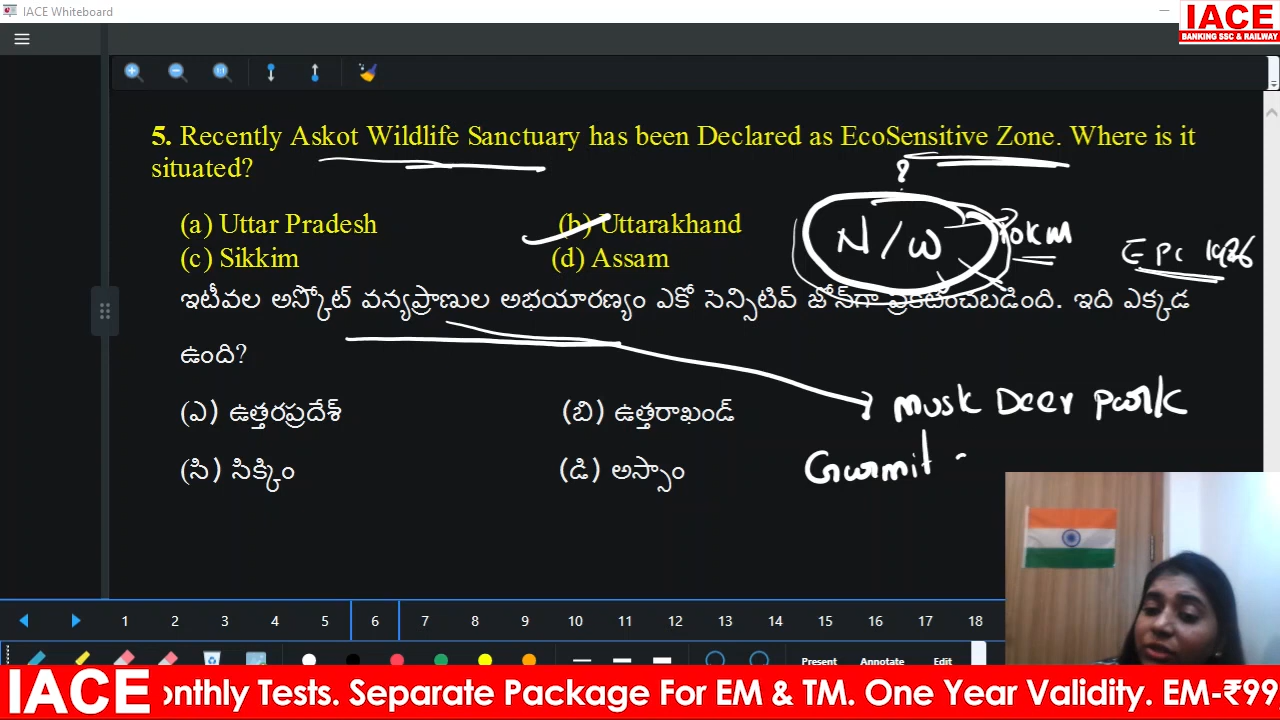 IACE Whiteboard
IACE
BANKING SSC & RAILWAY
5. Recently Askot Wildlife Sanctuary has been Declared as EcoSensitive Zone. Where is it
situated?
?
(a) Uttar Pradesh (b) Uttarakhand
N/W 10km
EPC 1986
(c) Sikkim (d) Assam
ఇటీవల అస్కోట్ వన్యప్రాణుల అభయారణ్యం ఎకో సెన్సిటివ్ జోన్‌గా ప్రకటించబడింది. ఇది ఎక్కడ
ఉంది?
(ఎ) ఉత్తరప్రదేశ్ (బి) ఉత్తరాఖండ్
musk Deer park
(సి) సిక్కిం (డి) అస్సాం
1 2 3 4 5 6 7 8 9 10 11 12 13 14 15 16 17 18
Present Annotate Edit
IACE onthly Tests. Separate Package For EM & TM. One Year Validity. EM-₹99